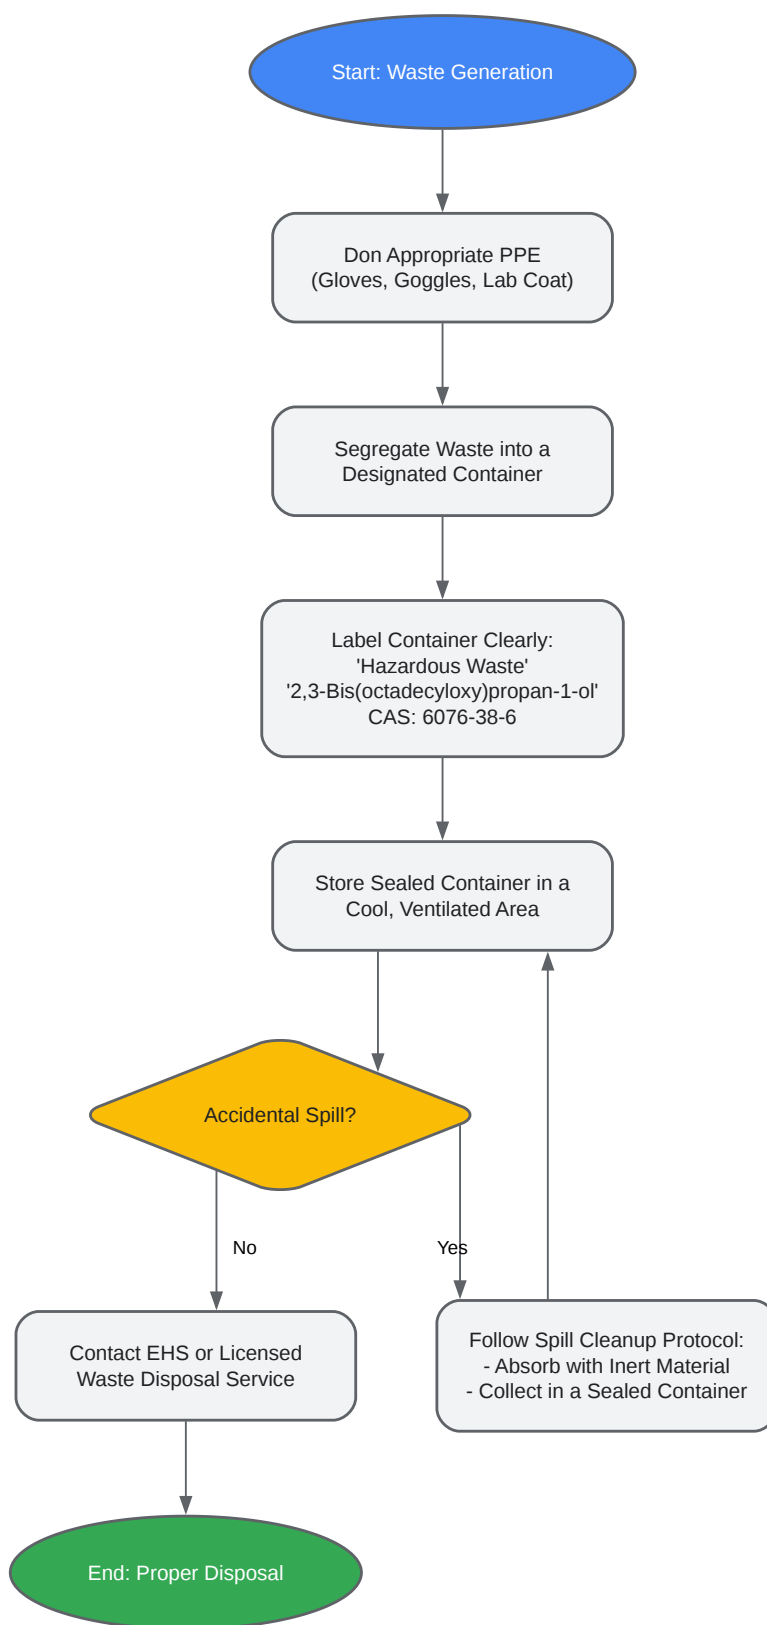 Start: Waste Generation
Don Appropriate PPE
(Gloves, Goggles, Lab Coat)
Segregate Waste into a
Designated Container
Label Container Clearly:
'Hazardous Waste'
'2,3-Bis(octadecyloxy)propan-1-ol'
CAS: 6076-38-6
Store Sealed Container in a
Cool, Ventilated Area
Accidental Spill?
No
Yes
Contact EHS or Licensed
Waste Disposal Service
Follow Spill Cleanup Protocol:
- Absorb with Inert Material
- Collect in a Sealed Container
End: Proper Disposal